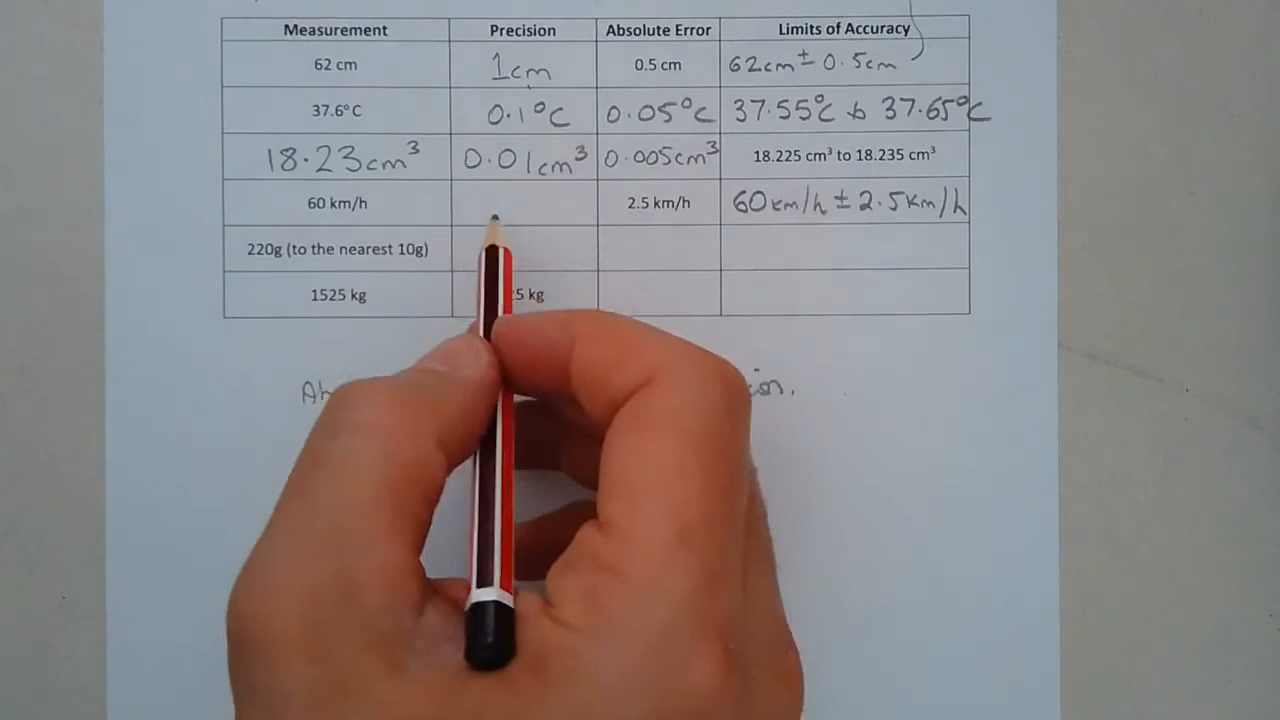 Measurement Precision Absolute Error Limits of Accuracy
62 cm 1cm 0.5 cm 62cm ± 0.5cm
37.6°C 0.1°C 0.05°C 37.55°C to 37.65°C
18.23cm³ 0.01cm³ 0.005cm³ 18.225 cm³ to 18.235 cm³
60 km/h 2.5 km/h 60km/h ± 2.5km/h
220g (to the nearest 10g)
1525 kg 5 kg